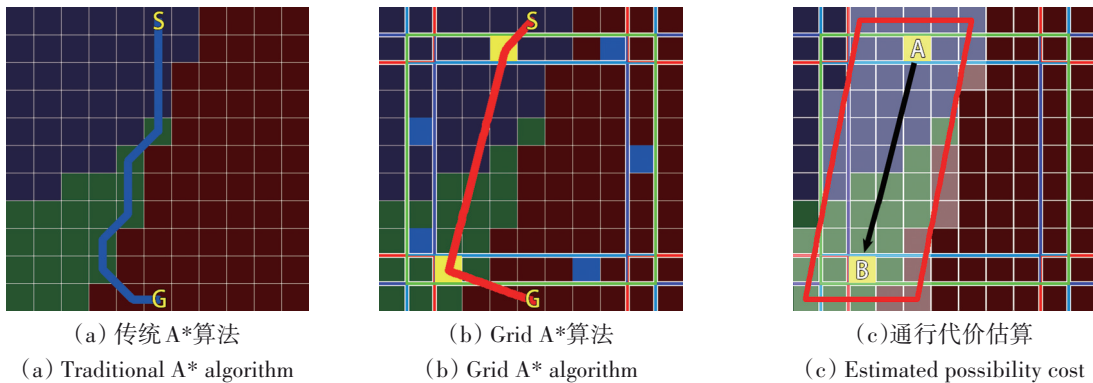 S
G
S
G
A
B
(a) 传统A*算法
(a) Traditional A* algorithm
(b) Grid A*算法
(b) Grid A* algorithm
(c)通行代价估算
(c) Estimated possibility cost